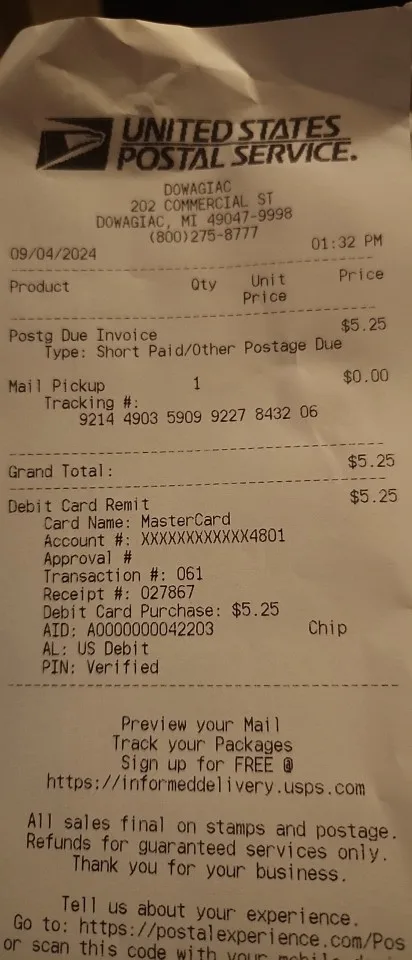 UNITED STATES
POSTAL SERVICE.
DOWAGIAC
202 COMMERCIAL ST
DOWAGIAC, MI 49047-9998
(800)275-8777
09/04/2024 01:32 PM
Product Qty Unit Price
Price
Postg Due Invoice $5.25
Type: Short Paid/Other Postage Due
Mail Pickup 1 $0.00
Tracking #:
9214 4903 5909 9227 8432 06
Grand Total: $5.25
Debit Card Remit $5.25
Card Name: MasterCard
Account #: XXXXXXXXXXXX4801
Approval #
Transaction #: 061
Receipt #: 027867
Debit Card Purchase: $5.25
AID: A0000000042203 Chip
AL: US Debit
PIN: Verified
Preview your Mail
Track your Packages
Sign up for FREE @
https://informeddelivery.usps.com
All sales final on stamps and postage.
Refunds for guaranteed services only.
Thank you for your business.
Tell us about your experience.
Go to: https://postalexperience.com/Pos
or scan this code with your mobile